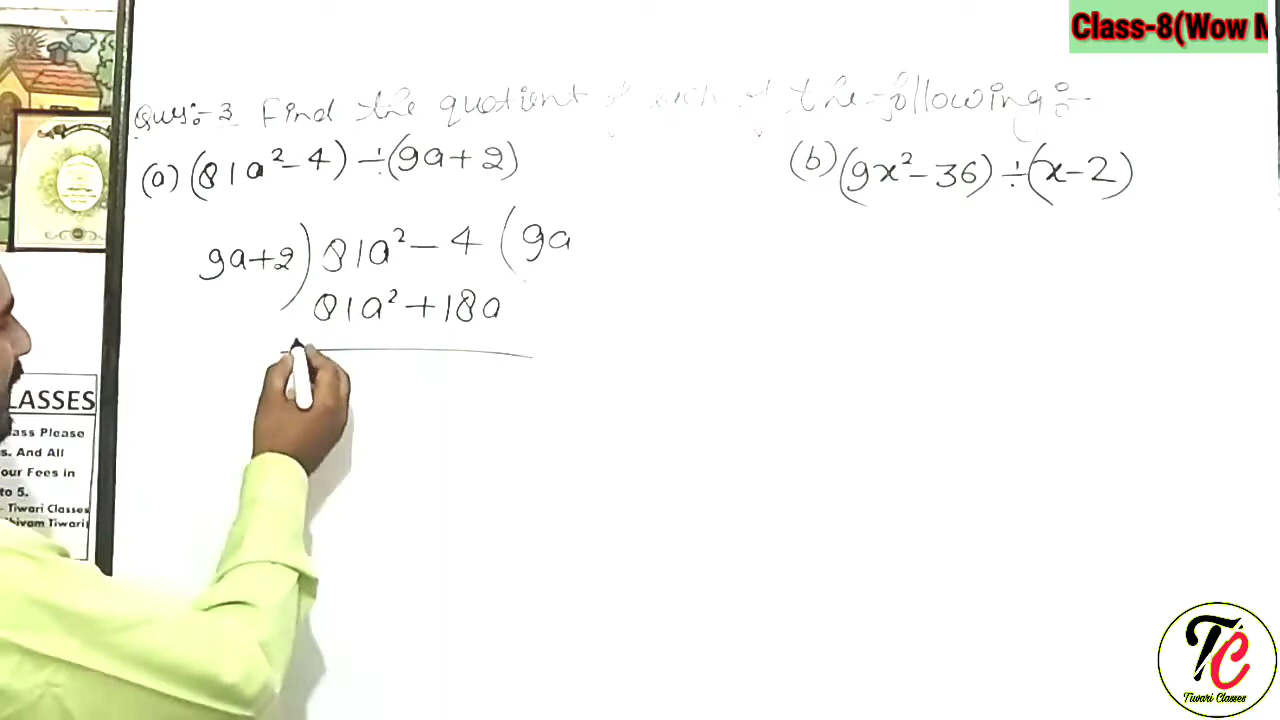 Class-8(Wow M
Ques:- 3 Find the quotient of each of the following:-
(a) (81a² - 4) ÷ (9a + 2)
(b) (9x² - 36) ÷ (x - 2)
9a+2) 81a² - 4 (9a
81a² + 18a
LASSES
lass Please
s. And All
our Fees in
to 5.
- Tiwari Classes
hivam Tiwari)
TC
Tiwari Classes